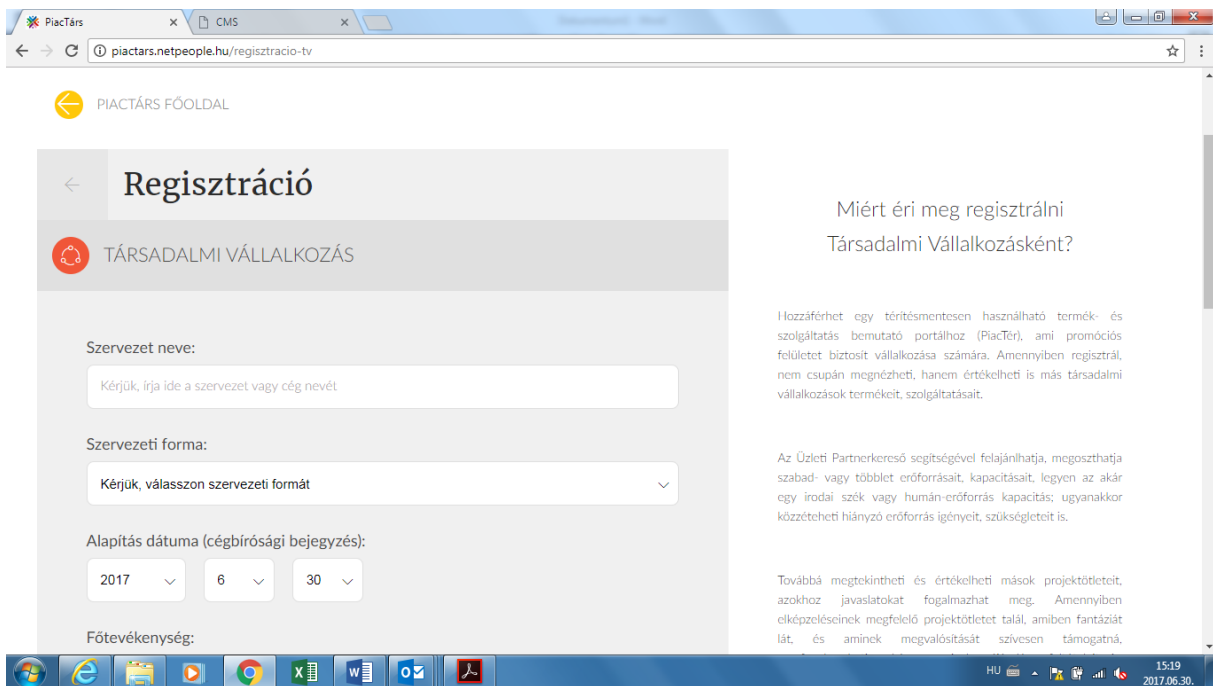 PiacTárs
CMS
Dokumentáció - Word
piactars.netpeople.hu/regisztracio-tv
PIACTÁRS FŐOLDAL
Regisztráció
TÁRSADALMI VÁLLALKOZÁS
Szervezet neve:
Kérjük, írja ide a szervezet vagy cég nevét
Szervezeti forma:
Kérjük, válasszon szervezeti formát
Alapítás dátuma (cégbírósági bejegyzés):
2017 6 30
Főtevékenység:
Miért éri meg regisztrálni
Társadalmi Vállalkozásként?
Hozzáférhet egy térítésmentesen használható termék- és
szolgáltatás bemutató portálhoz (PiacTér), ami promóciós
felületet biztosít vállalkozása számára. Amennyiben regisztrál,
nem csupán megnézheti, hanem értékelheti is más társadalmi
vállalkozások termékeit, szolgáltatásait.
Az Üzleti Partnerkereső segítségével felajánlhatja, megoszthatja
szabad- vagy többlet erőforrásait, kapacitásait, legyen az akár
egy irodai szék vagy humán-erőforrás kapacitás; ugyanakkor
közzéteheti hiányzó erőforrás igényeit, szükségleteit is.
Továbbá megtekintheti és értékelheti mások projektötleteit,
azokhoz javaslatokat fogalmazhat meg. Amennyiben
elképzeléseinek megfelelő projektötletet talál, amiben fantáziát
lát, és aminek megvalósítását szívesen támogatná,
HU
15:19
2017.06.30.